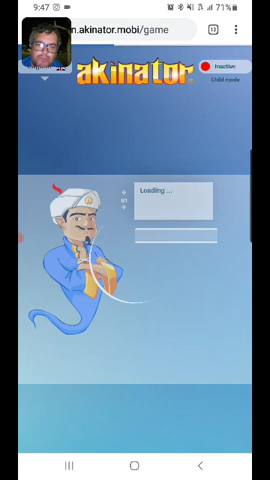 9:47
n.akinator.mobi/game
13
71%
akinator
Inactive
Child mode
Loading ...